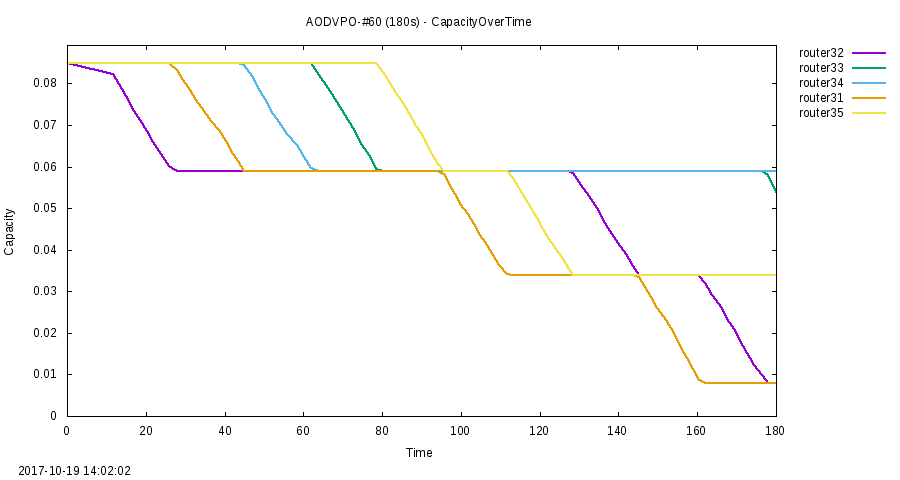 AODVPO-#60 (180s) - CapacityOverTime
router32
router33
router34
router31
router35
0.08
0.07
0.06
0.05
0.04
0.03
0.02
0.01
0
Capacity
0 20 40 60 80 100 120 140 160 180
Time
2017-10-19 14:02:02